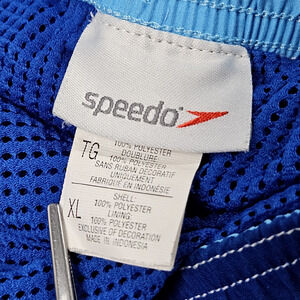 speedo
TG
100% POLYESTER
DOUBLURE
100% POLYESTER
SANS RUBAN DECORATIF
UNIQUEMENT
FABRIQUE EN INDONÉSIE
XL
SHELL:
100% POLYESTER
LINING:
100% POLYESTER
EXCLUSIVE OF DECORATION
MADE IN INDONESIA